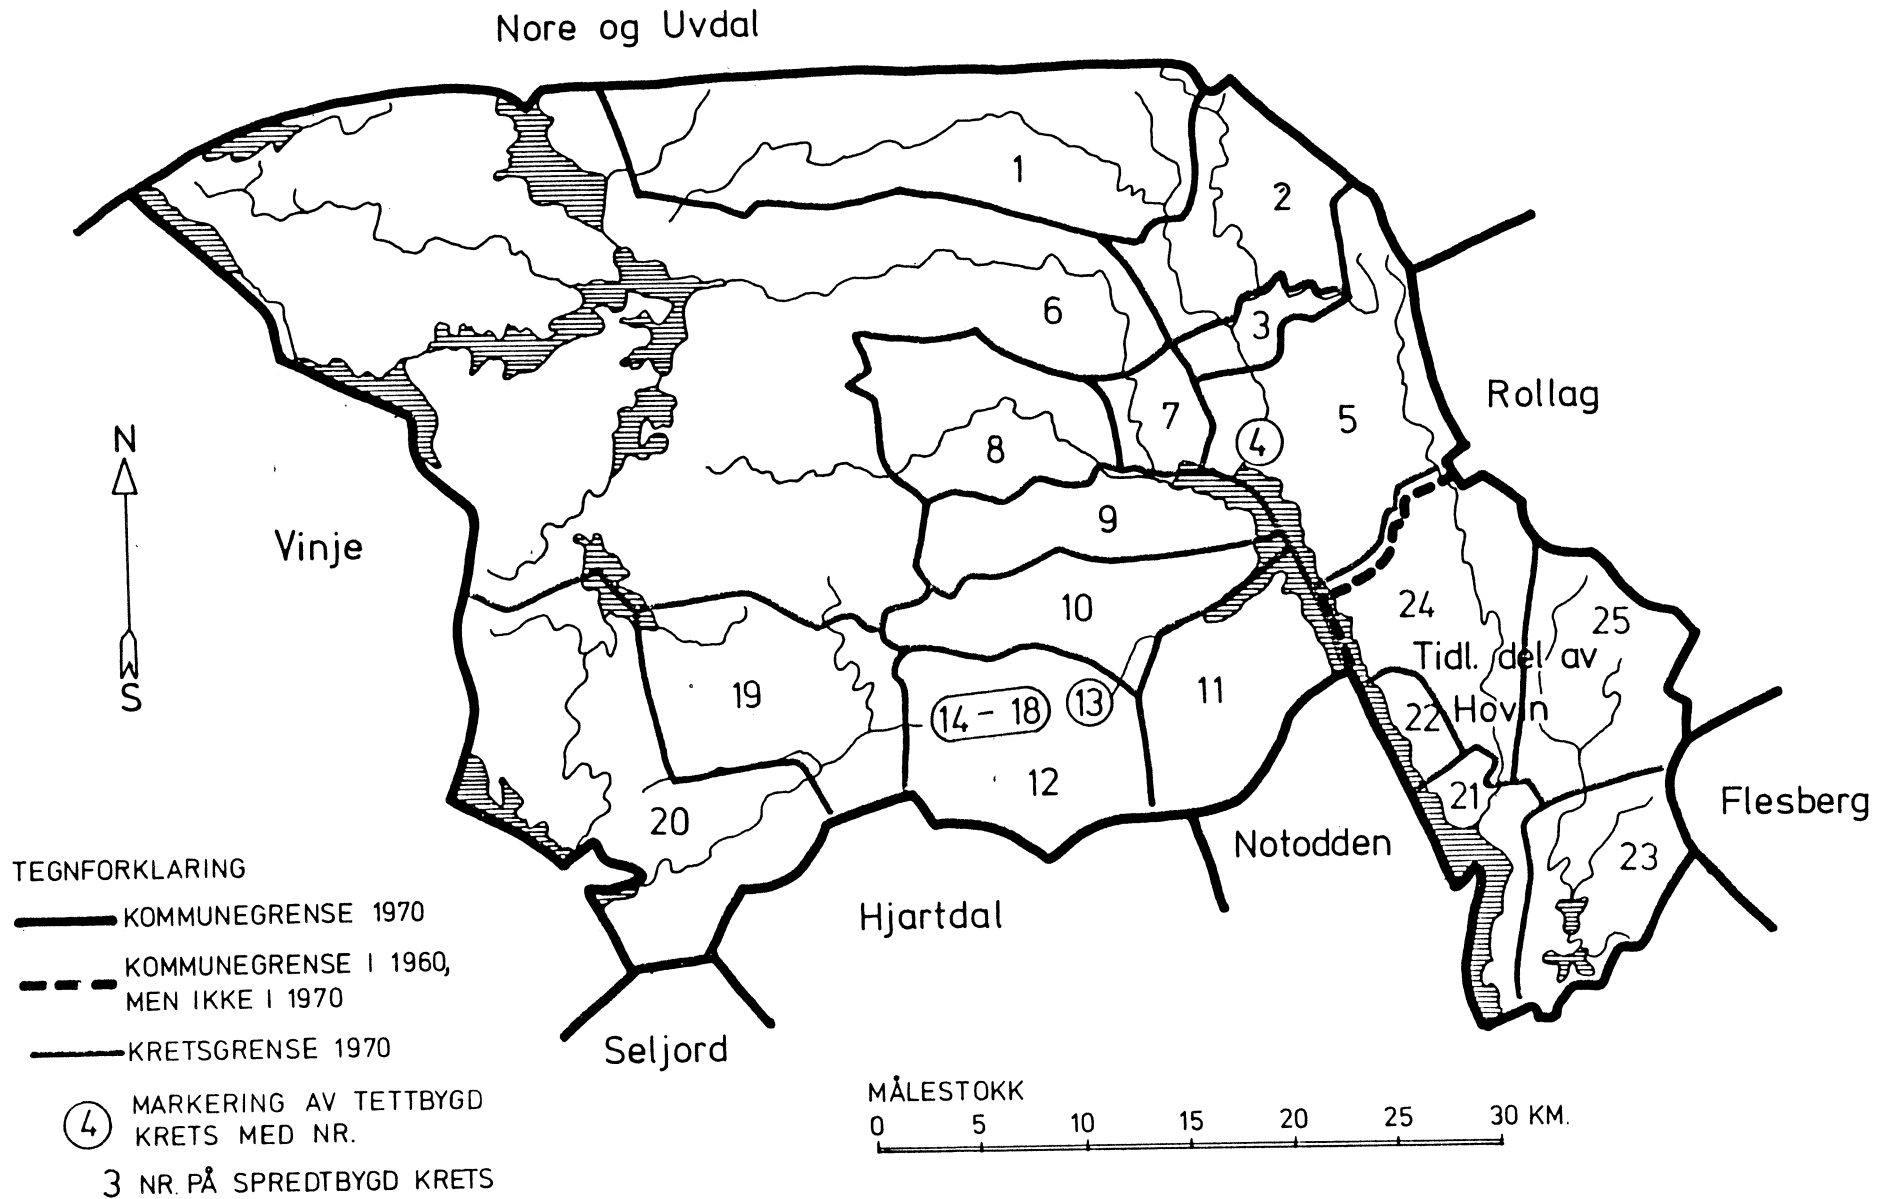 Nore og Uvdal
1
2
6
3
Rollag
7
5
4
8
N
9
Vinje
10
24
25
Tidl. del av
S
19
11
13
14 - 18
22 Hovin
12
21
Flesberg
20
Notodden
23
TEGNFORKLARING
KOMMUNEGRENSE 1970
Hjartdal
KOMMUNEGRENSE I 1960,
MEN IKKE I 1970
KRETSGRENSE 1970
Seljord
MARKERING AV TETTBYGD
4
KRETS MED NR.
3 NR. PÅ SPREDTBYGD KRETS
MÅLESTOKK
0 5 10 15 20 25 30 KM.